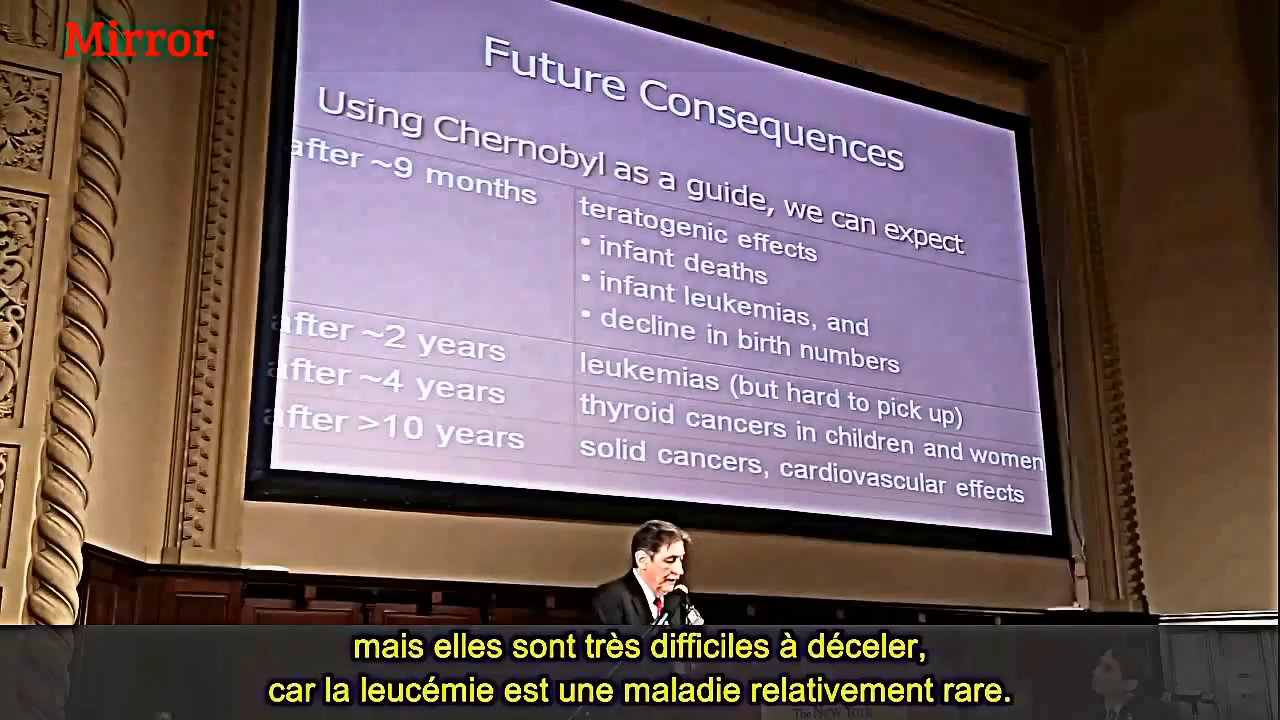 Mirror
Future Consequences
Using Chernobyl as a guide, we can expect
after ~9 months
teratogenic effects
• infant deaths
• infant leukemias, and
• decline in birth numbers
after ~2 years
leukemias (but hard to pick up)
after ~4 years
thyroid cancers in children and women
after >10 years
solid cancers, cardiovascular effects
mais elles sont très difficiles à déceler,
car la leucémie est une maladie relativement rare.
The New York